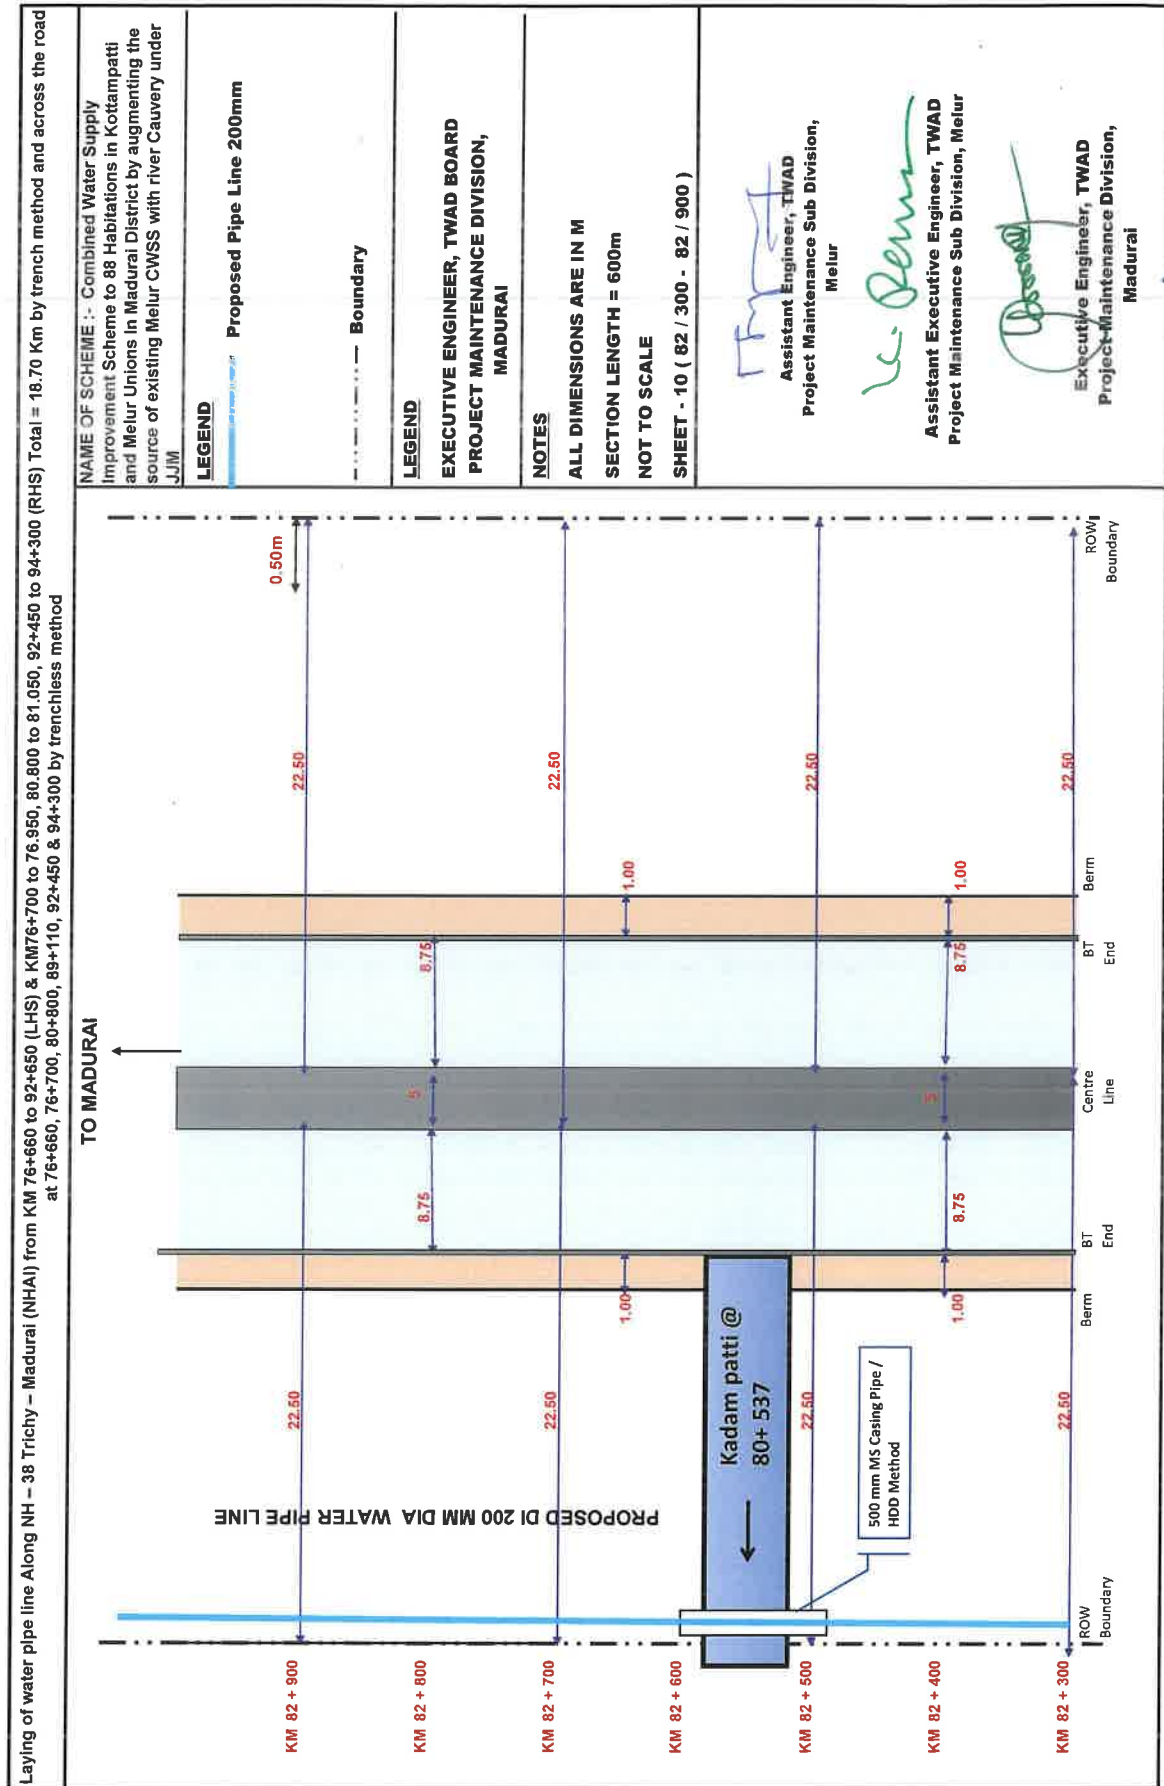 Laying of water pipe line Along NH – 38 Trichy – Madurai (NHAI) from KM 76+660 to 92+650 (LHS) & KM76+700 to 76.950, 80.800 to 81.050, 92+450 to 94+300 (RHS) Total = 18.70 Km by trench method and across the road
at 76+660, 76+700, 80+800, 89+110, 92+450 & 94+300 by trenchless method
TO MADURAI
KM 82 + 900
KM 82 + 800
KM 82 + 700
KM 82 + 600
KM 82 + 500
KM 82 + 400
KM 82 + 300
PROPOSED DI 200 MM DIA WATER PIPE LINE
22.50
22.50
22.50
22.50
Kadam patti @
80+ 537
500 mm MS Casing Pipe /
HDD Method
1.00
1.00
8.75
8.75
5
5
8.75
8.75
1.00
1.00
22.50
22.50
22.50
22.50
0.50m
ROW
Boundary
Berm
BT
End
Centre
Line
BT
End
Berm
ROW
Boundary
NAME OF SCHEME :- Combined Water Supply
Improvement Scheme to 88 Habitations in Kottampatti
and Melur Unions In Madurai District by augmenting the
source of existing Melur CWSS with river Cauvery under
JJM
LEGEND
Proposed Pipe Line 200mm
Boundary
LEGEND
EXECUTIVE ENGINEER, TWAD BOARD
PROJECT MAINTENANCE DIVISION,
MADURAI
NOTES
ALL DIMENSIONS ARE IN M
SECTION LENGTH = 600m
NOT TO SCALE
SHEET - 10 ( 82 / 300 - 82 / 900 )
Assistant Engineer, TWAD
Project Maintenance Sub Division,
Melur
Assistant Executive Engineer, TWAD
Project Maintenance Sub Division, Melur
Executive Engineer, TWAD
Project Maintenance Division,
Madurai